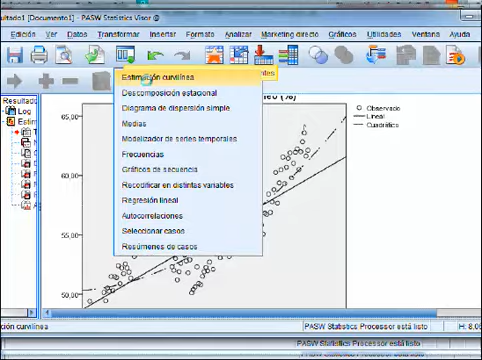 ultado1 [Documento1] - PASW Statistics Visor
Edición Ver Datos Transformar Insertar Formato Analizar Marketing directo Gráficos Utilidades Ventana Ayuda
Estimación curvilínea
Descomposición estacional
Diagrama de dispersión simple
Medias
Modelizador de series temporales
Frecuencias
Gráficos de secuencia
Recodificar en distintas variables
Regresión lineal
Autocorrelaciones
Seleccionar casos
Resúmenes de casos
Resultado
Log
Estim
(%)
Observado
Lineal
Cuadrático
65,00
60,00
55,00
50,00
ción curvilínea
PASW Statistics Processor está listo
PASW Statistics Processor está listo